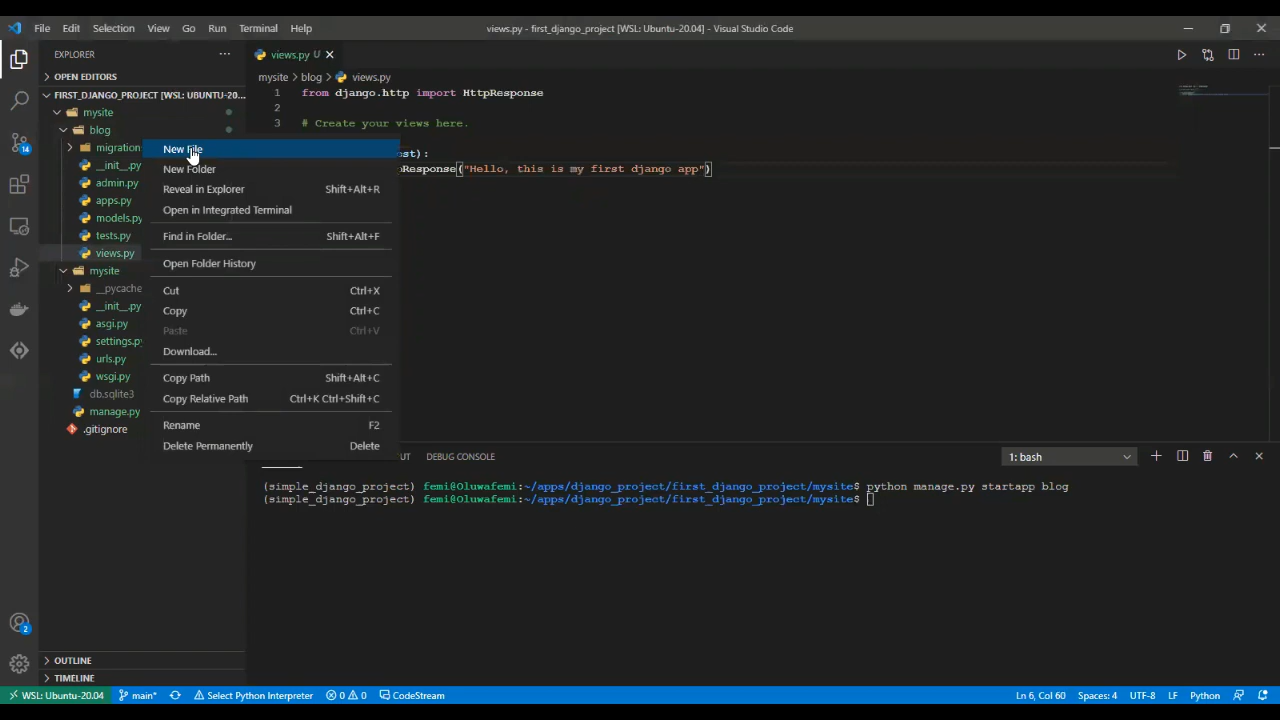 File Edit Selection View Go Run Terminal Help
views.py - first_django_project [WSL: Ubuntu-20.04] - Visual Studio Code
EXPLORER
OPEN EDITORS
FIRST_DJANGO_PROJECT [WSL: UBUNTU-20...
mysite
blog
migration
__init__.py
admin.py
apps.py
models.py
tests.py
views.py
mysite
__pycache
__init__.py
asgi.py
settings.py
urls.py
wsgi.py
db.sqlite3
manage.py
.gitignore
OUTLINE
TIMELINE
14
2
New File
New Folder
Reveal in Explorer Shift+Alt+R
Open in Integrated Terminal
Find in Folder... Shift+Alt+F
Open Folder History
Cut Ctrl+X
Copy Ctrl+C
Paste Ctrl+V
Download...
Copy Path Shift+Alt+C
Copy Relative Path Ctrl+K Ctrl+Shift+C
Rename F2
Delete Permanently Delete
views.py U
mysite > blog > views.py
1 from django.http import HttpResponse
2
3 # Create your views here.
st):
pResponse("Hello, this is my first django app")
UT DEBUG CONSOLE
1: bash
(simple_django_project) femi@Oluwafemi:~/apps/django_project/first_django_project/mysite$ python manage.py startapp blog
(simple_django_project) femi@Oluwafemi:~/apps/django_project/first_django_project/mysite$
WSL: Ubuntu-20.04 main* Select Python Interpreter 0 0 CodeStream Ln 6, Col 60 Spaces: 4 UTF-8 LF Python